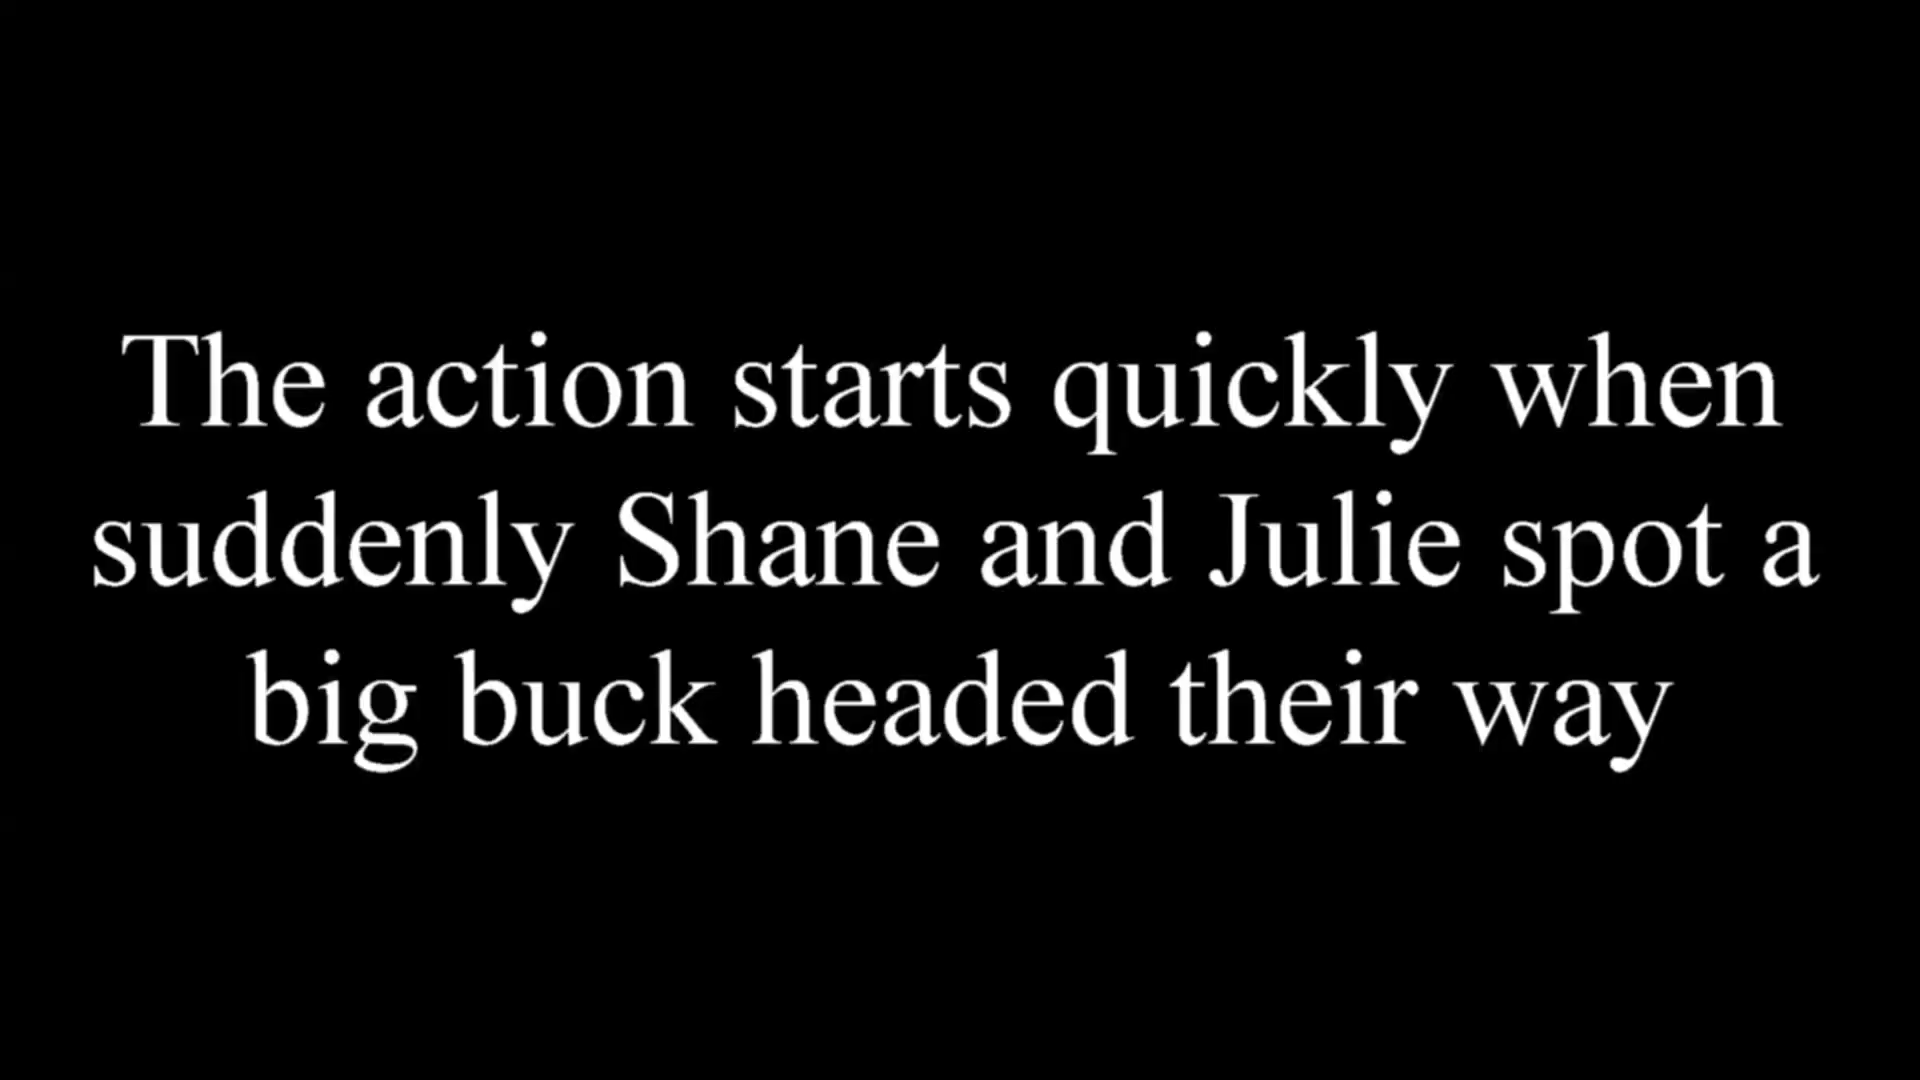 The action starts quickly when
suddenly Shane and Julie spot a
big buck headed their way